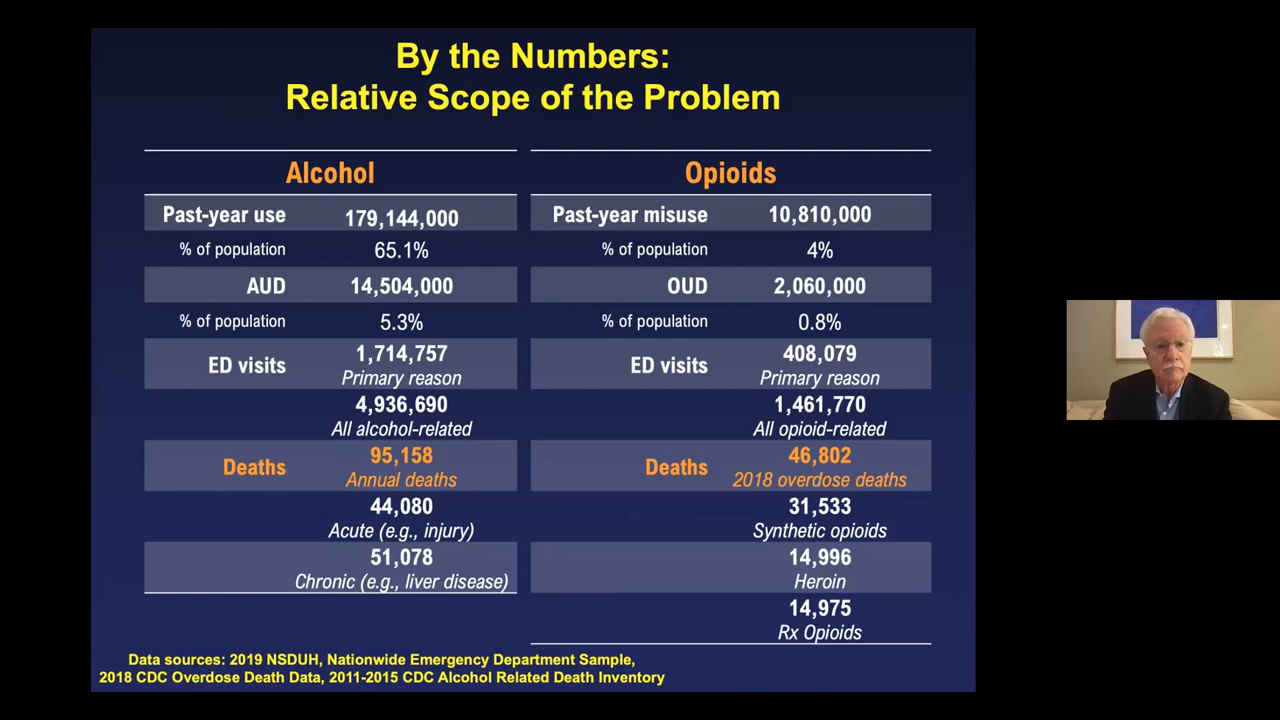 By the Numbers:
Relative Scope of the Problem
Alcohol
Past-year use 179,144,000
% of population 65.1%
AUD 14,504,000
% of population 5.3%
ED visits 1,714,757
Primary reason
4,936,690
All alcohol-related
Deaths 95,158
Annual deaths
44,080
Acute (e.g., injury)
51,078
Chronic (e.g., liver disease)
Opioids
Past-year misuse 10,810,000
% of population 4%
OUD 2,060,000
% of population 0.8%
ED visits 408,079
Primary reason
1,461,770
All opioid-related
Deaths 46,802
2018 overdose deaths
31,533
Synthetic opioids
14,996
Heroin
14,975
Rx Opioids
Data sources: 2019 NSDUH, Nationwide Emergency Department Sample,
2018 CDC Overdose Death Data, 2011-2015 CDC Alcohol Related Death Inventory